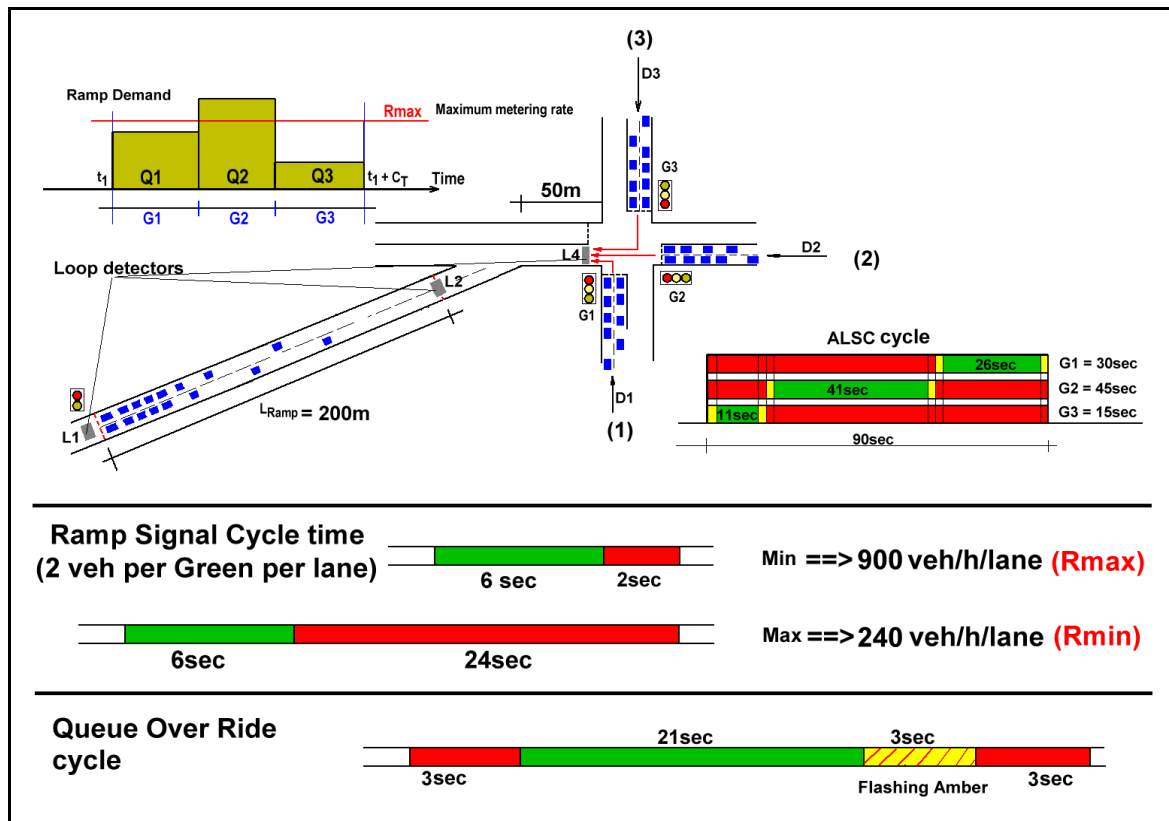 (3)
D3
Ramp Demand
Rmax
Maximum metering rate
G3
Q1
Q2
Q3
t1
t1 + CT
Time
G1
G2
G3
50m
L4
D2
(2)
Loop detectors
L2
G1
G2
ALSC cycle
26sec
G1 = 30sec
41sec
G2 = 45sec
11sec
G3 = 15sec
90sec
LRamp = 200m
L1
D1
(1)
Ramp Signal Cycle time
(2 veh per Green per lane)
6 sec
2sec
Min ==> 900 veh/h/lane (Rmax)
6sec
24sec
Max ==> 240 veh/h/lane (Rmin)
Queue Over Ride
cycle
3sec
21sec
3sec
Flashing Amber
3sec